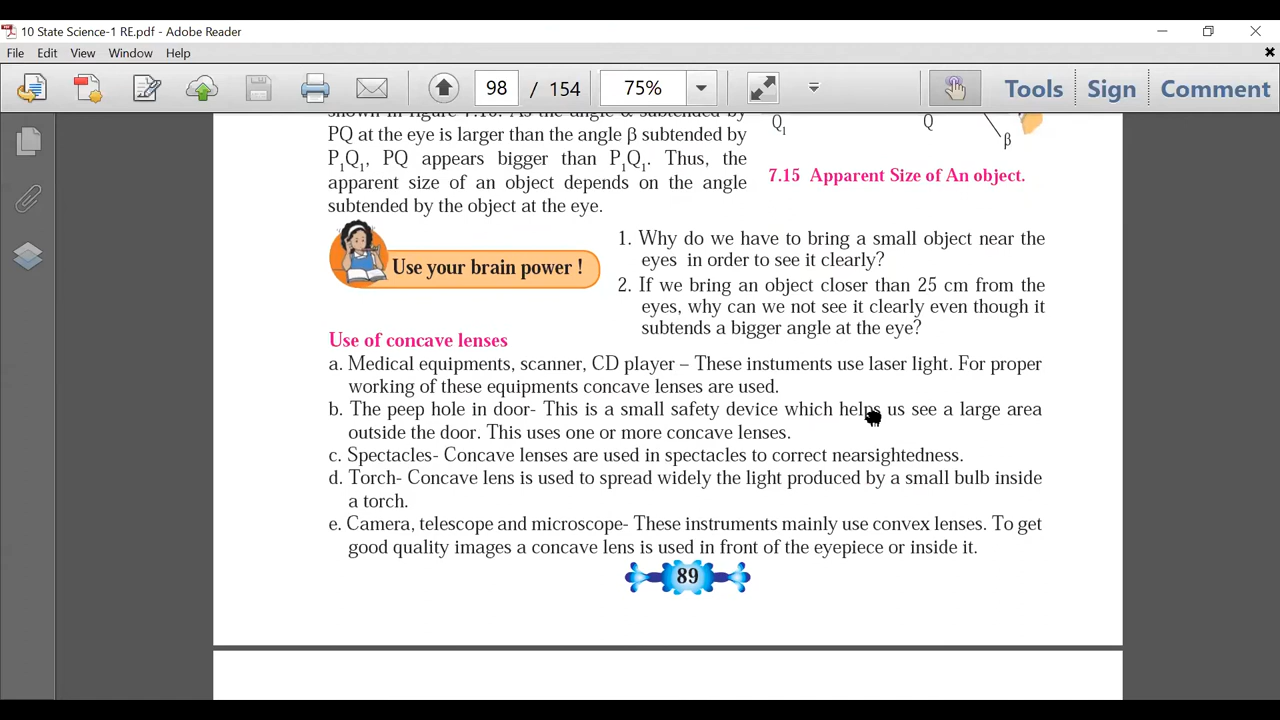 10 State Science-1 RE.pdf - Adobe Reader
File Edit View Window Help
98 / 154 75% Tools Sign Comment
shown in figure 7.16. As the angle α subtended by
PQ at the eye is larger than the angle β subtended by
P1Q1, PQ appears bigger than P1Q1. Thus, the
apparent size of an object depends on the angle
subtended by the object at the eye.
Q1 Q β
7.15 Apparent Size of An object.
Use your brain power !
1. Why do we have to bring a small object near the
eyes in order to see it clearly?
2. If we bring an object closer than 25 cm from the
eyes, why can we not see it clearly even though it
subtends a bigger angle at the eye?
Use of concave lenses
a. Medical equipments, scanner, CD player – These instuments use laser light. For proper
working of these equipments concave lenses are used.
b. The peep hole in door- This is a small safety device which helps us see a large area
outside the door. This uses one or more concave lenses.
c. Spectacles- Concave lenses are used in spectacles to correct nearsightedness.
d. Torch- Concave lens is used to spread widely the light produced by a small bulb inside
a torch.
e. Camera, telescope and microscope- These instruments mainly use convex lenses. To get
good quality images a concave lens is used in front of the eyepiece or inside it.
89